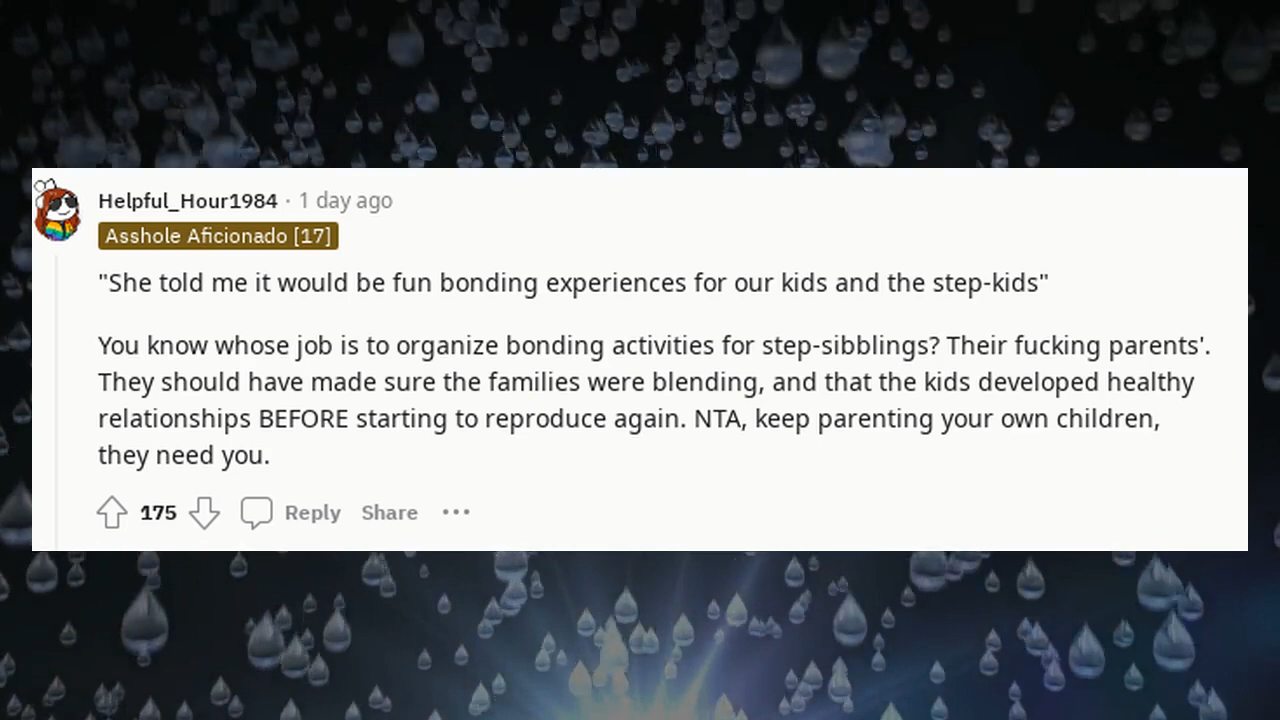 Helpful_Hour1984 · 1 day ago
Asshole Aficionado [17]
"She told me it would be fun bonding experiences for our kids and the step-kids"
You know whose job is to organize bonding activities for step-sibblings? Their fucking parents'.
They should have made sure the families were blending, and that the kids developed healthy
relationships BEFORE starting to reproduce again. NTA, keep parenting your own children,
they need you.
175 Reply Share ···